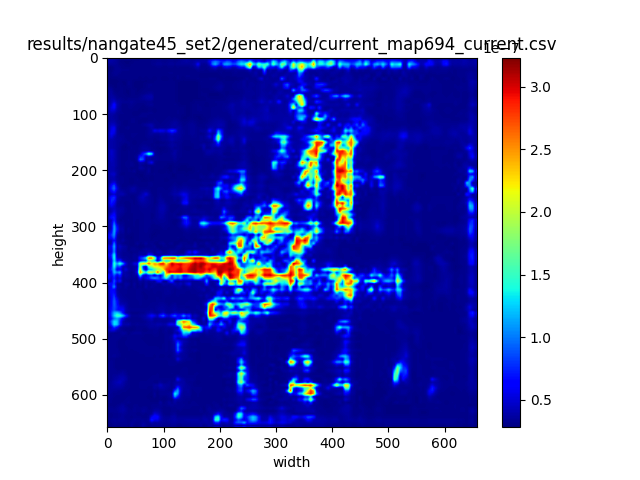 results/nangate45_set2/generated/current_map694_current.csv
1e−7
0
100
200
300
400
500
600
height
0 100 200 300 400 500 600
width
3.0
2.5
2.0
1.5
1.0
0.5